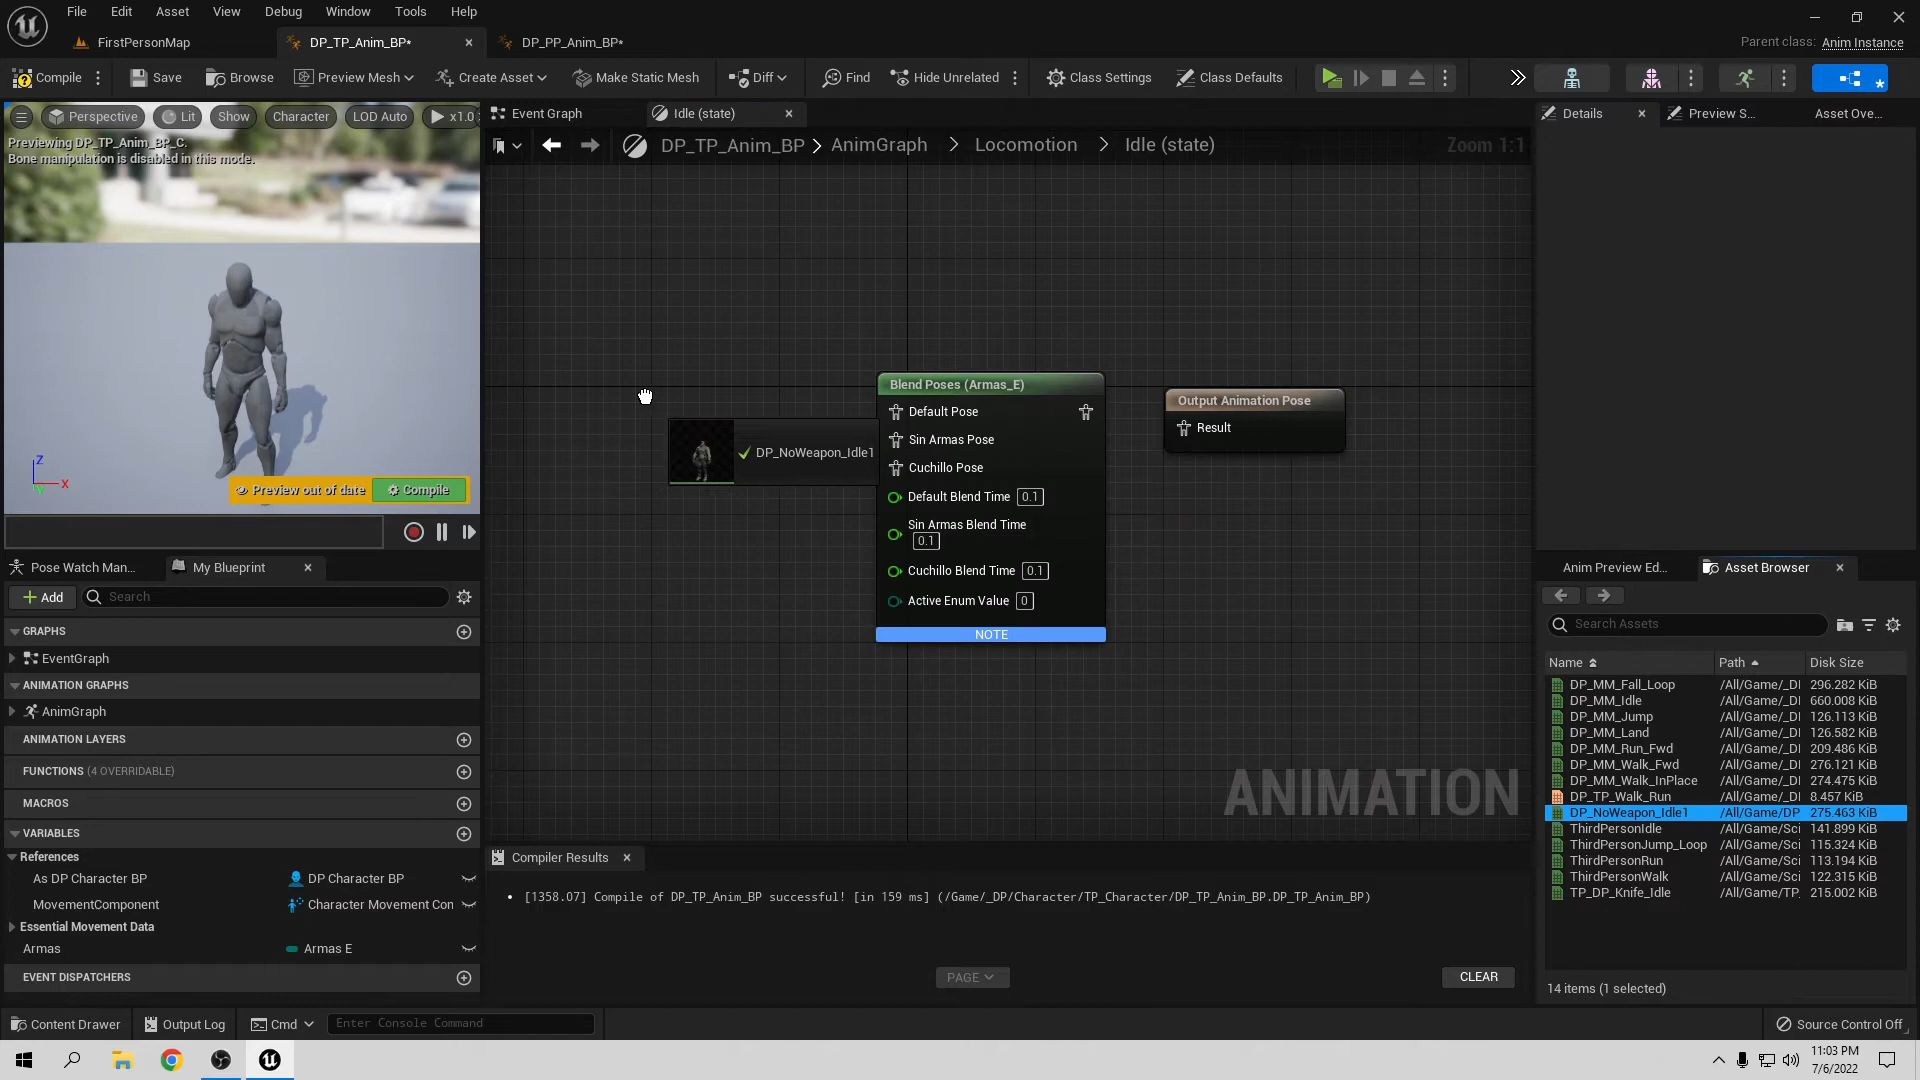 File Edit Asset View Debug Window Tools Help
FirstPersonMap DP_TP_Anim_BP* DP_PP_Anim_BP* Parent class: Anim Instance
Compile Save Browse Preview Mesh Create Asset Make Static Mesh Diff Find Hide Unrelated Class Settings Class Defaults
Perspective Lit Show Character LOD Auto x1.0
Previewing DP_TP_Anim_BP_C.
Bone manipulation is disabled in this mode.
Event Graph Idle (state) Details Preview S... Asset Ove...
DP_TP_Anim_BP AnimGraph Locomotion Idle (state) Zoom 1:1
Z
X
Y
Preview out of date Compile
DP_NoWeapon_Idle1
Blend Poses (Armas_E)
Default Pose
Sin Armas Pose
Cuchillo Pose
Default Blend Time 0.1
Sin Armas Blend Time
0.1
Cuchillo Blend Time 0.1
Active Enum Value 0
NOTE
Output Animation Pose
Result
ANIMATION
Pose Watch Man... My Blueprint
Add Search
GRAPHS
EventGraph
ANIMATION GRAPHS
AnimGraph
ANIMATION LAYERS
FUNCTIONS (4 OVERRIDABLE)
MACROS
VARIABLES
References
As DP Character BP DP Character BP
MovementComponent Character Movement Con
Essential Movement Data
Armas Armas E
EVENT DISPATCHERS
Compiler Results
[1358.07] Compile of DP_TP_Anim_BP successful! [in 159 ms] (/Game/_DP/Character/TP_Character/DP_TP_Anim_BP.DP_TP_Anim_BP)
PAGE CLEAR
Anim Preview Ed... Asset Browser
Search Assets
Name Path Disk Size
DP_MM_Fall_Loop /All/Game/_DI 296.282 KiB
DP_MM_Idle /All/Game/_DI 660.008 KiB
DP_MM_Jump /All/Game/_DI 126.113 KiB
DP_MM_Land /All/Game/_DI 126.582 KiB
DP_MM_Run_Fwd /All/Game/_DI 209.486 KiB
DP_MM_Walk_Fwd /All/Game/_DI 276.121 KiB
DP_MM_Walk_InPlace /All/Game/_DI 274.475 KiB
DP_TP_Walk_Run /All/Game/_DI 8.457 KiB
DP_NoWeapon_Idle1 /All/Game/DP 275.463 KiB
ThirdPersonIdle /All/Game/Sci 141.899 KiB
ThirdPersonJump_Loop /All/Game/Sci 115.324 KiB
ThirdPersonRun /All/Game/Sci 113.194 KiB
ThirdPersonWalk /All/Game/Sci 122.315 KiB
TP_DP_Knife_Idle /All/Game/TP_ 215.002 KiB
14 items (1 selected)
Content Drawer Output Log Cmd Enter Console Command Source Control Off
11:03 PM
7/6/2022